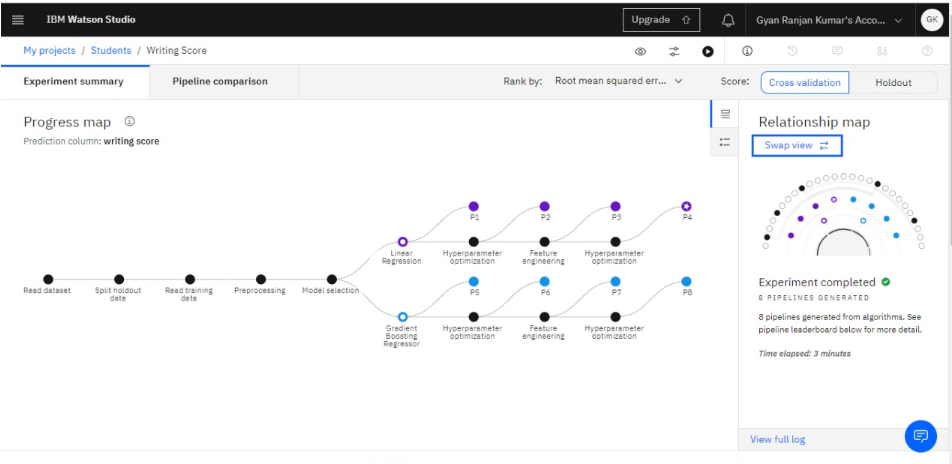 IBM Watson Studio
Upgrade
Gyan Ranjan Kumar's Acco...
GK
My projects / Students / Writing Score
Experiment summary
Pipeline comparison
Rank by: Root mean squared err...
Score: Cross validation Holdout
Progress map
Prediction column: writing score
Relationship map
Swap view
P1
P2
P3
P4
Linear
Regression
Hyperparameter
optimization
Feature
engineering
Hyperparameter
optimization
Read dataset
Split holdout
data
Read training
data
Preprocessing
Model selection
P5
P6
P7
P8
Gradient
Boosting
Regressor
Hyperparameter
optimization
Feature
engineering
Hyperparameter
optimization
Experiment completed
8 PIPELINES GENERATED
8 pipelines generated from algorithms. See
pipeline leaderboard below for more detail.
Time elapsed: 3 minutes
View full log